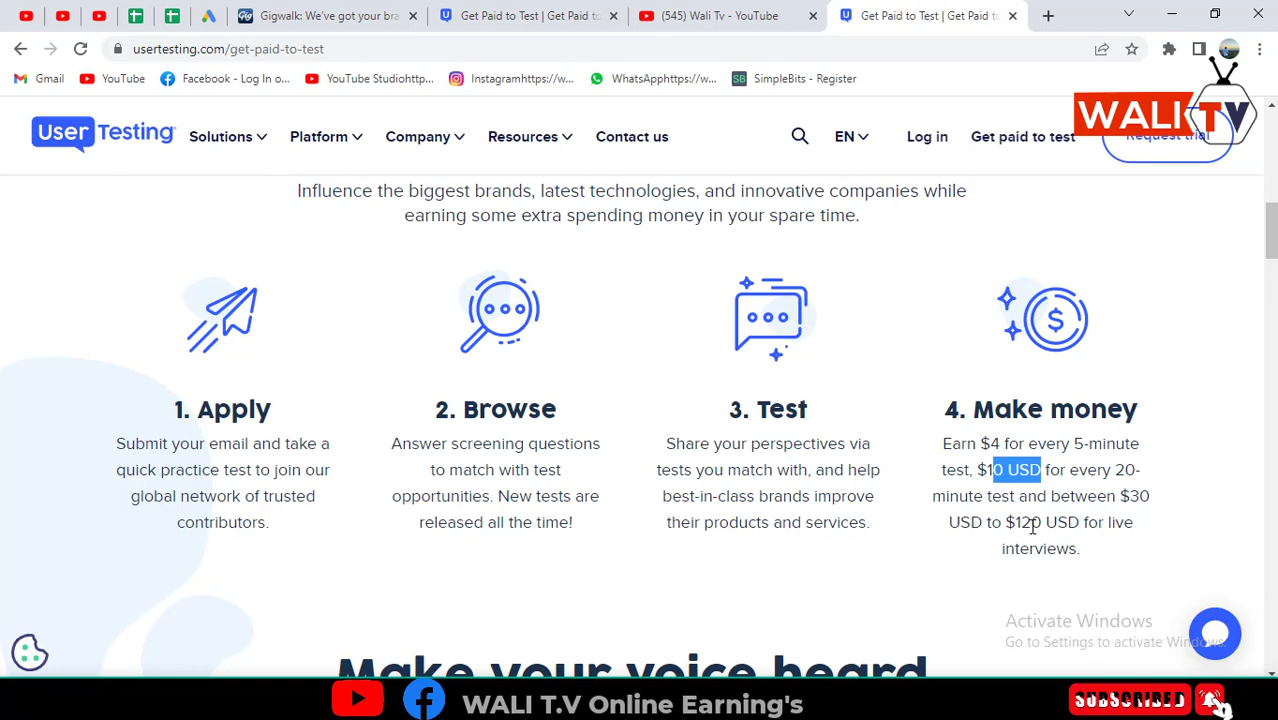 Gigwalk: We've got your bra
Get Paid to Test | Get Paid to
(545) Wali Tv - YouTube
Get Paid to Test | Get Paid to
usertesting.com/get-paid-to-test
Gmail
YouTube
Facebook - Log In o...
YouTube Studiohttp...
Instagramhttps://w...
WhatsApphttps://w...
SB
SimpleBits - Register
WALI TV
User Testing
Solutions
Platform
Company
Resources
Contact us
EN
Log in
Get paid to test
Request trial
Influence the biggest brands, latest technologies, and innovative companies while
earning some extra spending money in your spare time.
1. Apply
Submit your email and take a
quick practice test to join our
global network of trusted
contributors.
2. Browse
Answer screening questions
to match with test
opportunities. New tests are
released all the time!
3. Test
Share your perspectives via
tests you match with, and help
best-in-class brands improve
their products and services.
4. Make money
Earn $4 for every 5-minute
test, $10 USD for every 20-
minute test and between $30
USD to $120 USD for live
interviews.
Make your voice heard
Activate Windows
Go to Settings to activate Windows.
WALI T.V Online Earning's
SUBSCRIBED